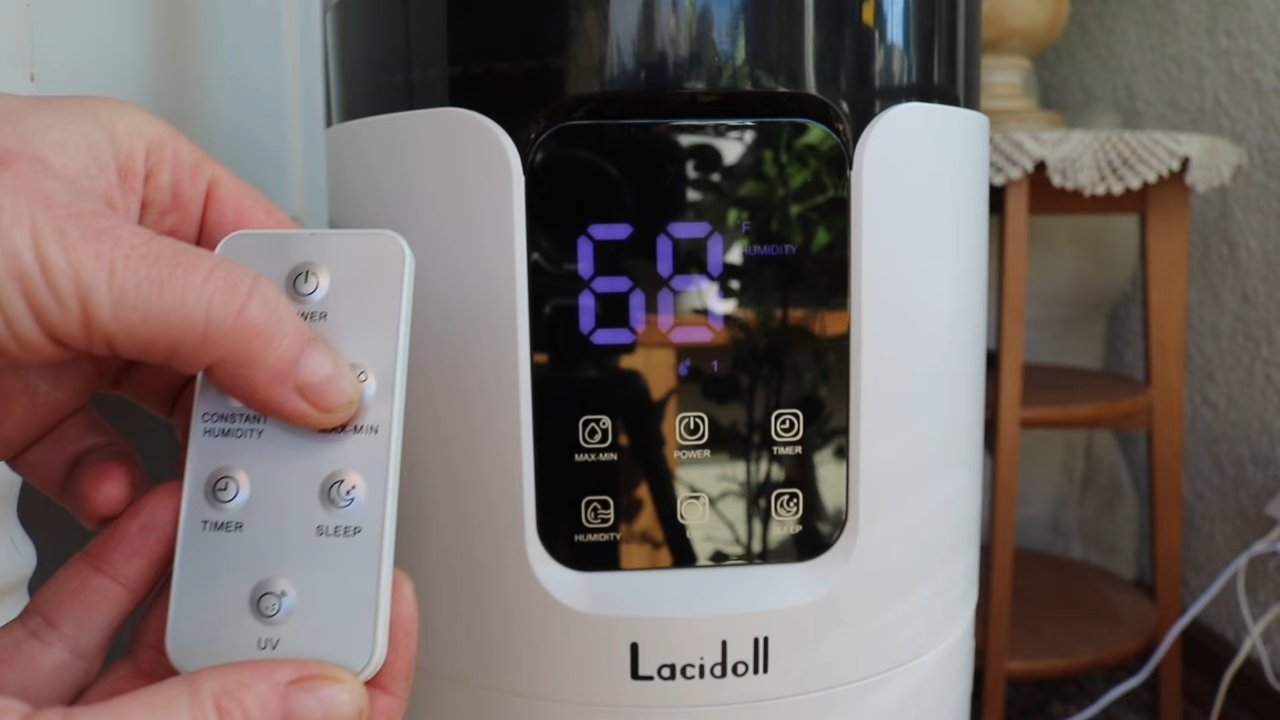 CONSTANT
HUMIDITY
TIMER
SLEEP
UV
68
F
HUMIDITY
1
MAX-MIN
POWER
TIMER
HUMIDITY
Lacidoll